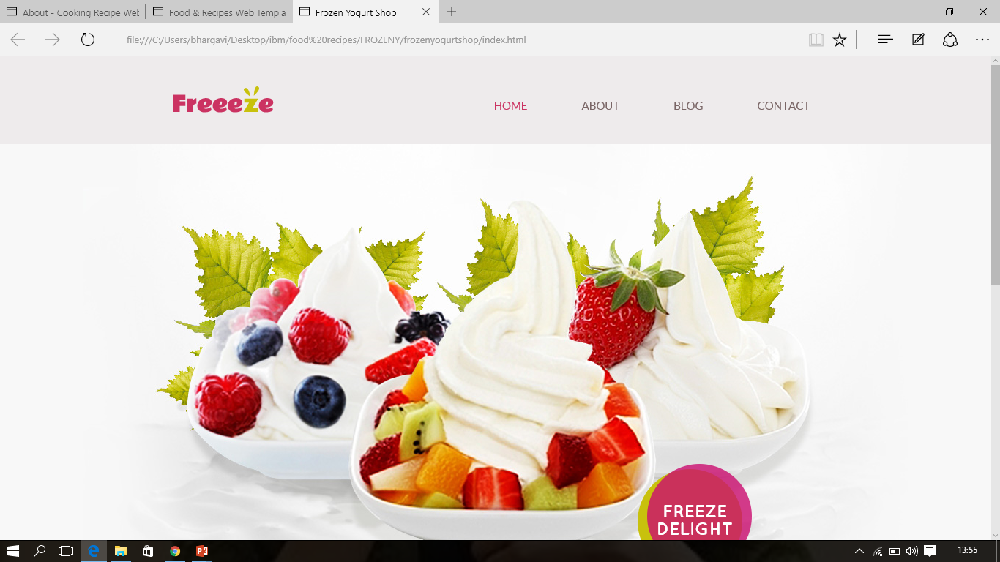 About - Cooking Recipe Web
Food & Recipes Web Templa
Frozen Yogurt Shop
file:///C:/Users/bhargavi/Desktop/ibm/food%20recipes/FROZENY/frozenyogurtshop/index.html
Freeeze
HOME
ABOUT
BLOG
CONTACT
FREEZE
DELIGHT
13:55